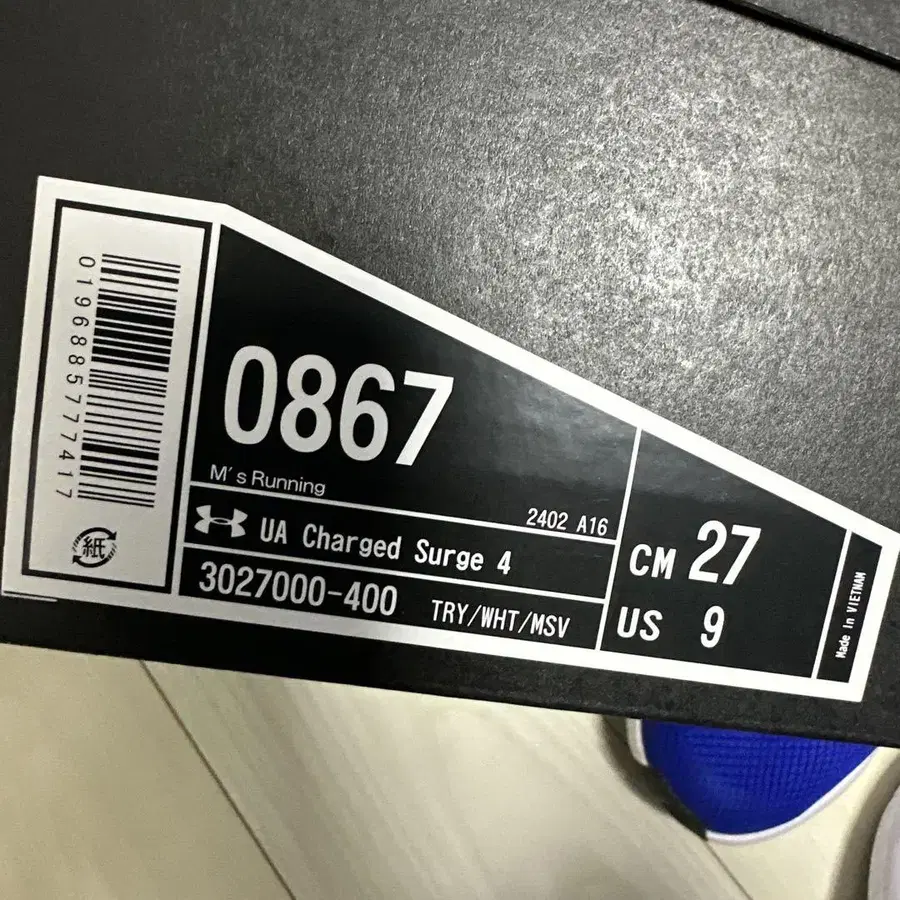 0196885777417
紙
0867
M's Running
2402 A16
UA Charged Surge 4
3027000-400 TRY/WHT/MSV
CM 27
US 9
Made In VIETNAM